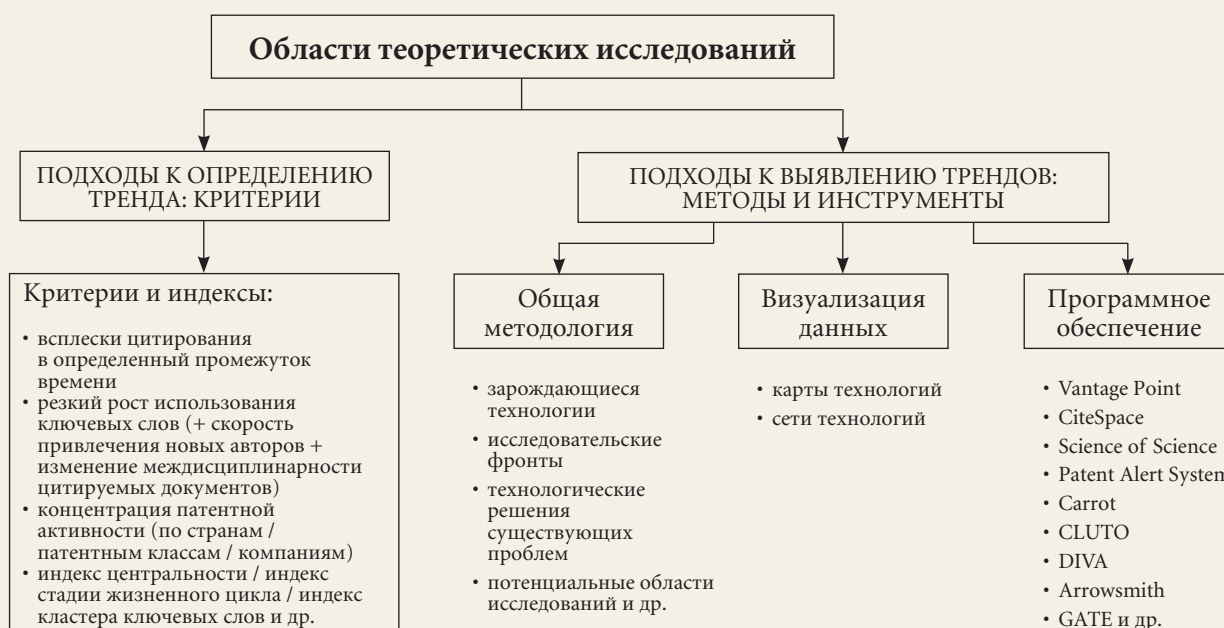 Области теоретических исследований
ПОДХОДЫ К ОПРЕДЕЛЕНИЮ
ТРЕНДА: КРИТЕРИИ
ПОДХОДЫ К ВЫЯВЛЕНИЮ ТРЕНДОВ:
МЕТОДЫ И ИНСТРУМЕНТЫ
Критерии и индексы:
• всплески цитирования
в определенный промежуток
времени
• резкий рост использования
ключевых слов (+ скорость
привлечения новых авторов +
изменение междисциплинарности
цитируемых документов)
• концентрация патентной
активности (по странам /
патентным классам / компаниям)
• индекс центральности / индекс
стадии жизненного цикла / индекс
кластера ключевых слов и др.
Общая
методология
• зарождающиеся
технологии
• исследовательские
фронты
• технологические
решения
существующих
проблем
• потенциальные области
исследований и др.
Визуализация
данных
• карты технологий
• сети технологий
Программное
обеспечение
• Vantage Point
• CiteSpace
• Science of Science
• Patent Alert System
• Carrot
• CLUTO
• DIVA
• Arrowsmith
• GATE и др.